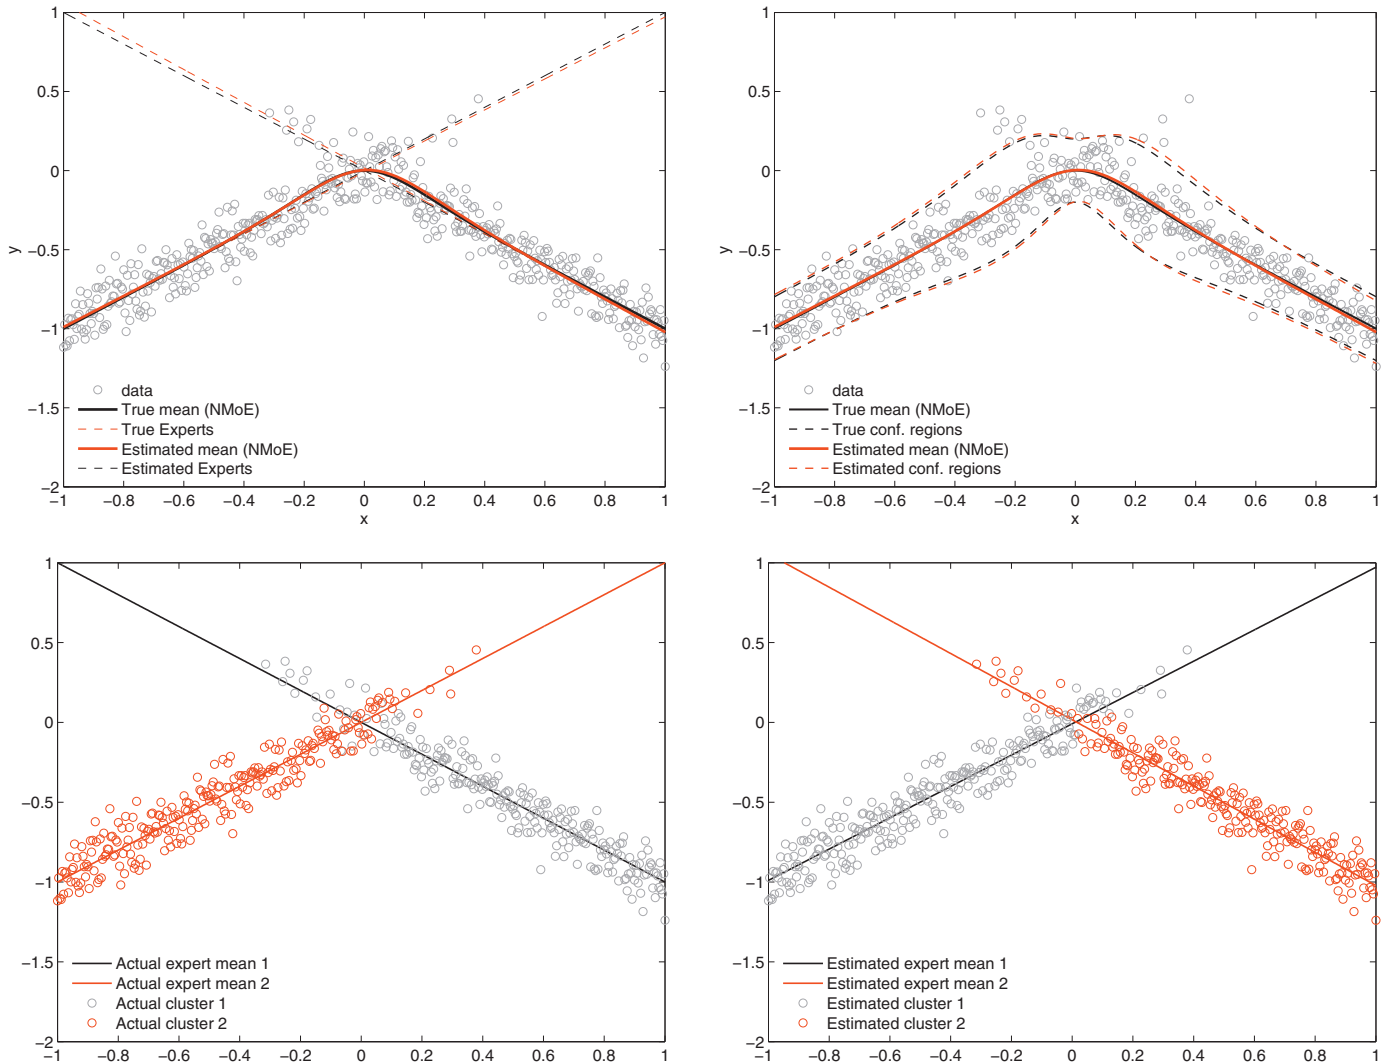 1
0.5
0
−0.5
−1
−1.5
−2
y
data
True mean (NMoE)
True Experts
Estimated mean (NMoE)
Estimated Experts
−1 −0.8 −0.6 −0.4 −0.2 0 0.2 0.4 0.6 0.8 1
x
1
0.5
0
−0.5
−1
−1.5
−2
y
data
True mean (NMoE)
True conf. regions
Estimated mean (NMoE)
Estimated conf. regions
−1 −0.8 −0.6 −0.4 −0.2 0 0.2 0.4 0.6 0.8 1
x
1
0.5
0
−0.5
−1
−1.5
−2
Actual expert mean 1
Actual expert mean 2
Actual cluster 1
Actual cluster 2
−1 −0.8 −0.6 −0.4 −0.2 0 0.2 0.4 0.6 0.8 1
1
0.5
0
−0.5
−1
−1.5
−2
Estimated expert mean 1
Estimated expert mean 2
Estimated cluster 1
Estimated cluster 2
−1 −0.8 −0.6 −0.4 −0.2 0 0.2 0.4 0.6 0.8 1